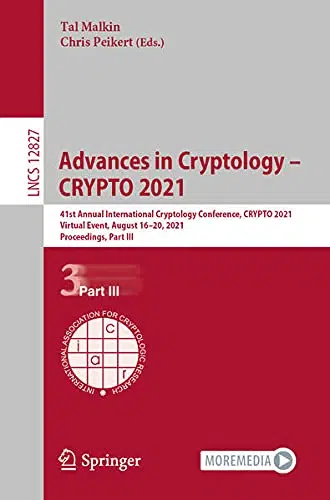 Tal Malkin
Chris Peikert (Eds.)
LNCS 12827
Advances in Cryptology –
CRYPTO 2021
41st Annual International Cryptology Conference, CRYPTO 2021
Virtual Event, August 16–20, 2021
Proceedings, Part III
3 Part III
INTERNATIONAL ASSOCIATION FOR CRYPTOLOGIC RESEARCH
iacr
Springer
MOREMEDIA